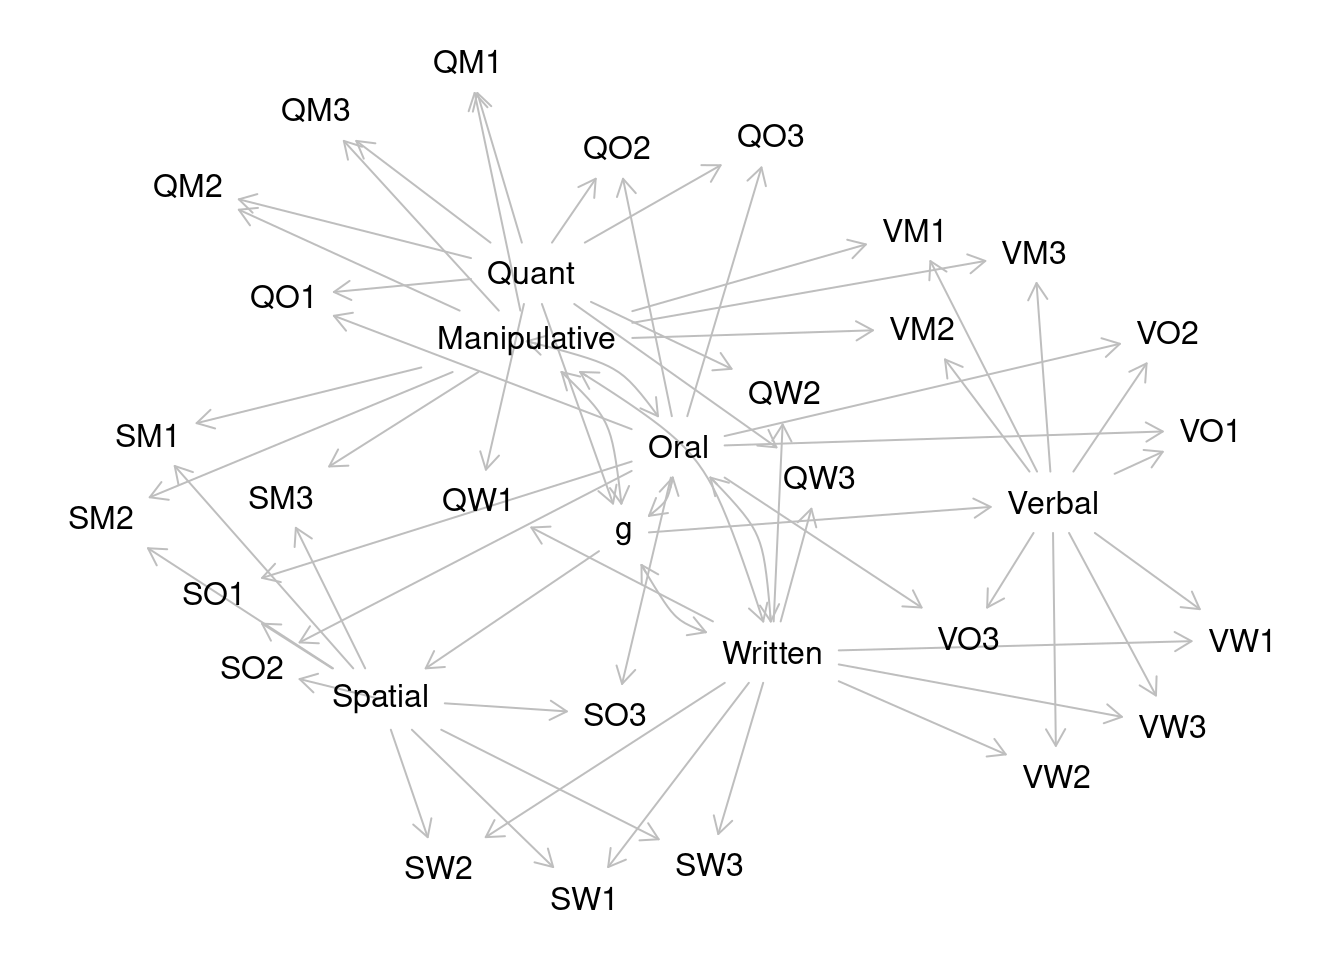 QM1
QM3
QO3
QO2
QM2
VM1
VM3
Quant
QO1
VM2
VO2
Manipulative
QW2
VO1
SM1
Oral
QW3
SM3
QW1
Verbal
SM2
g
SO1
VO3
VW1
Written
SO2
Spatial
SO3
VW3
VW2
SW3
SW2
SW1